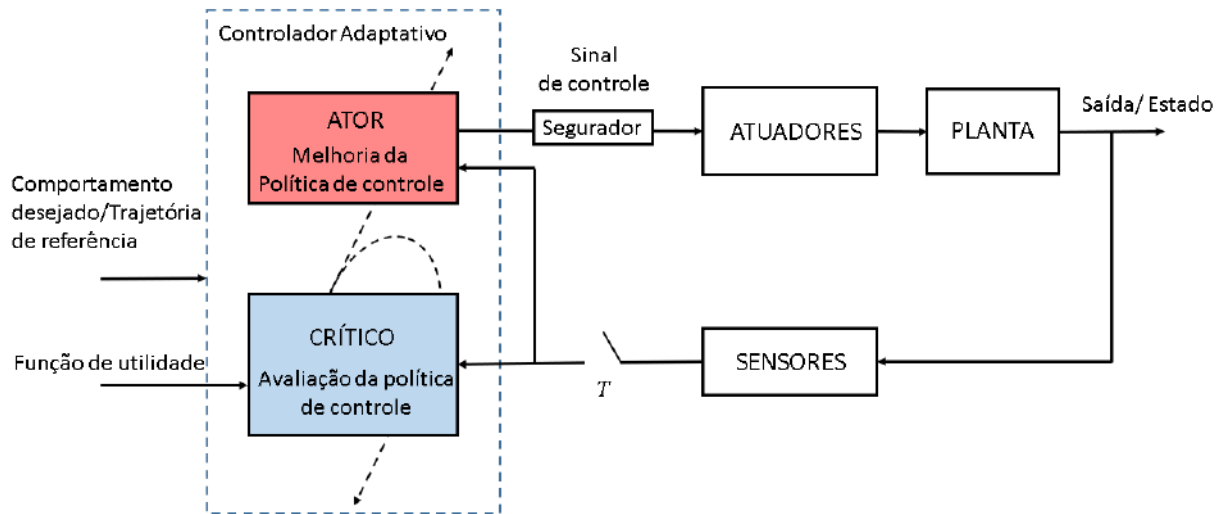 Controlador Adaptativo
Sinal
de controle
ATOR
Melhoria da
Política de controle
Segurador
ATUADORES
PLANTA
Saída/ Estado
Comportamento
desejado/Trajetória
de referência
Função de utilidade
CRÍTICO
Avaliação da política
de controle
T
SENSORES